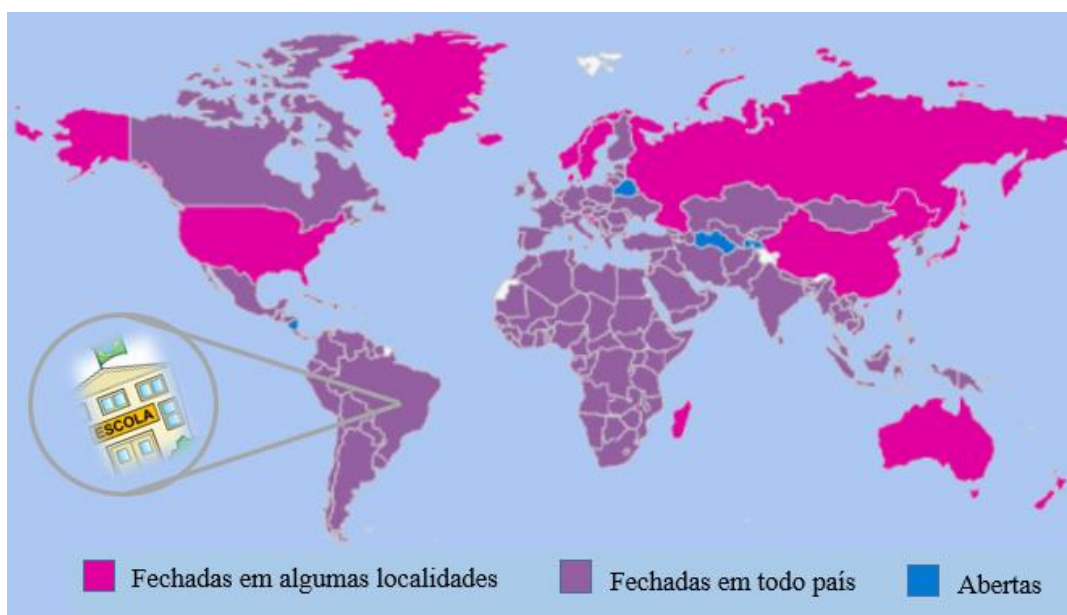 ESCOLA
Fechadas em algumas localidades
Fechadas em todo país
Abertas